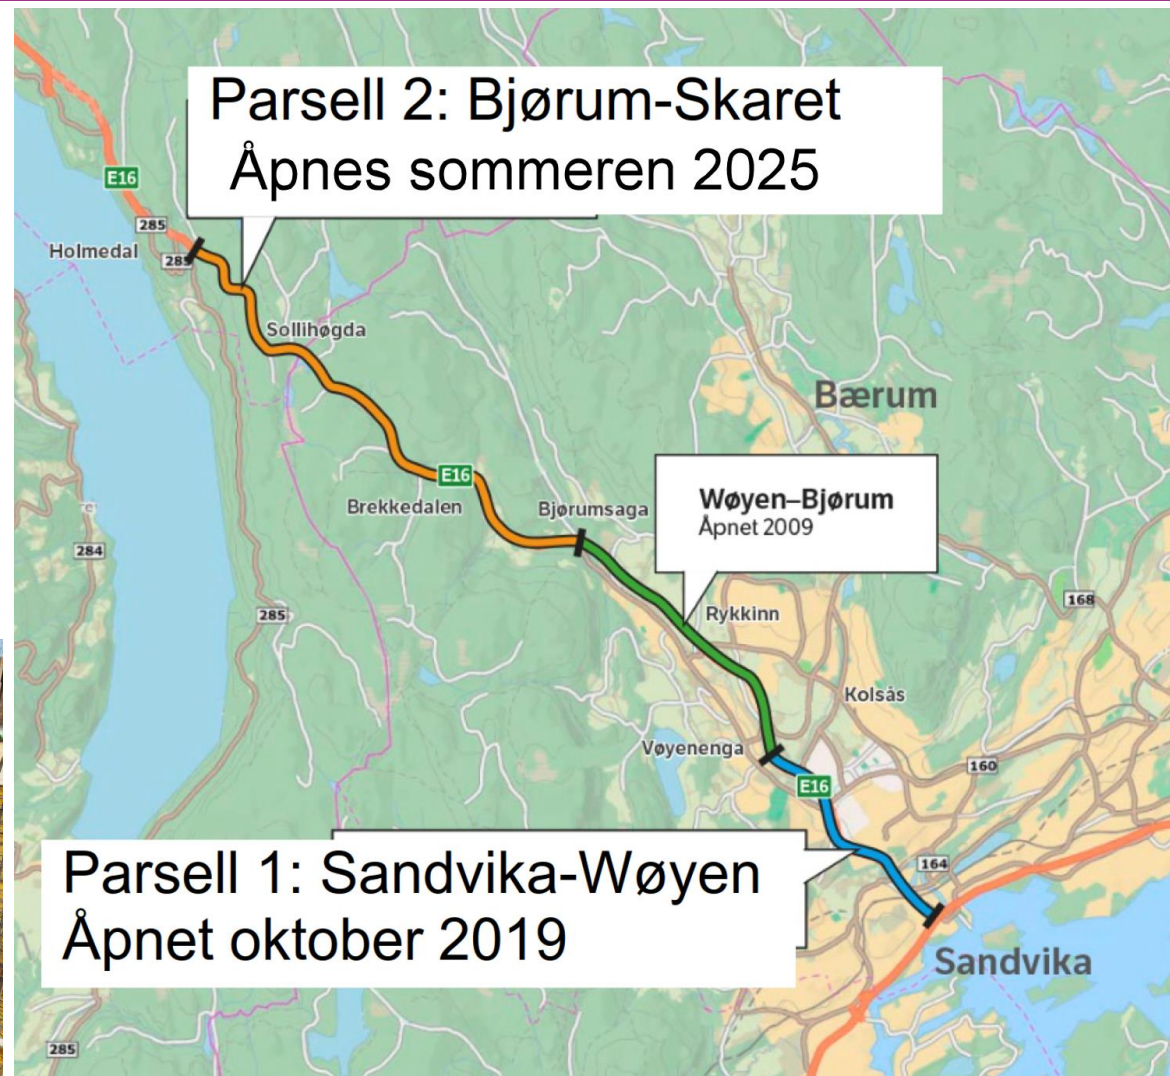 Parsell 2: Bjørum-Skaret
Åpnes sommeren 2025
E16
285
Holmedal
285
Sollihøgda
Bærum
E16
Brekkedalen
Bjørumsaga
Wøyen–Bjørum
Åpnet 2009
284
168
285
Rykkinn
Kolsås
Vøyenenga
160
E16
Parsell 1: Sandvika-Wøyen
Åpnet oktober 2019
164
Sandvika
285